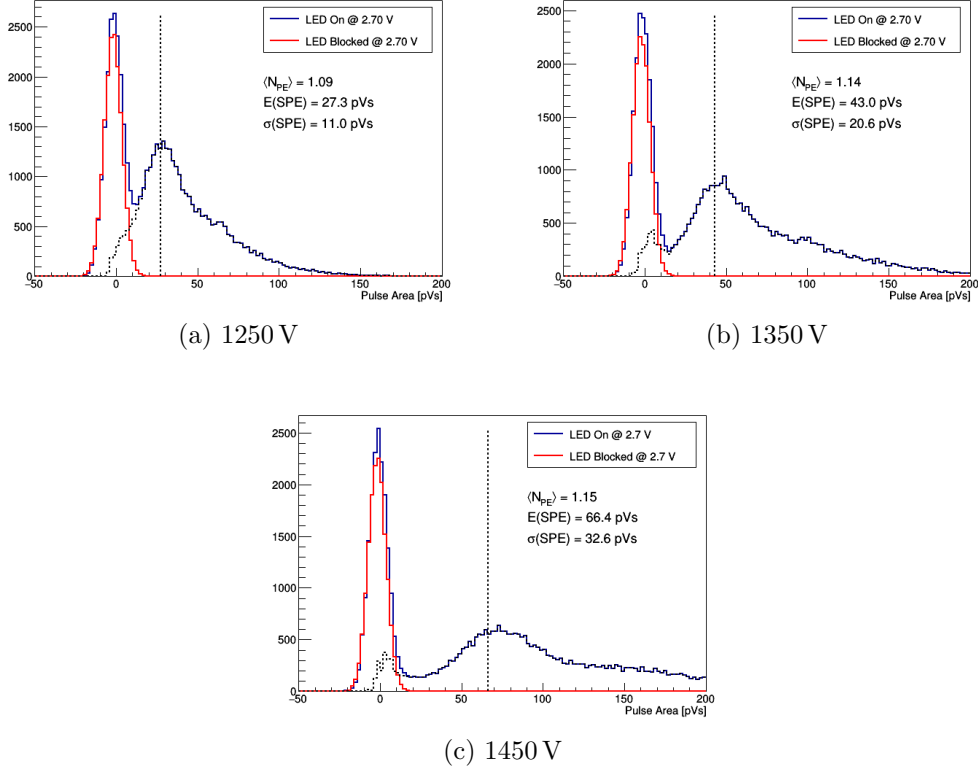 LED On @ 2.70 V
LED Blocked @ 2.70 V
⟨N_PE⟩ = 1.09
E(SPE) = 27.3 pVs
σ(SPE) = 11.0 pVs
2500
2000
1500
1000
500
0
−50 0 50 100 150 200
Pulse Area [pVs]
(a) 1250 V
LED On @ 2.70 V
LED Blocked @ 2.70 V
⟨N_PE⟩ = 1.14
E(SPE) = 43.0 pVs
σ(SPE) = 20.6 pVs
2500
2000
1500
1000
500
0
−50 0 50 100 150 200
Pulse Area [pVs]
(b) 1350 V
LED On @ 2.7 V
LED Blocked @ 2.7 V
⟨N_PE⟩ = 1.15
E(SPE) = 66.4 pVs
σ(SPE) = 32.6 pVs
2500
2000
1500
1000
500
0
−50 0 50 100 150 200
Pulse Area [pVs]
(c) 1450 V